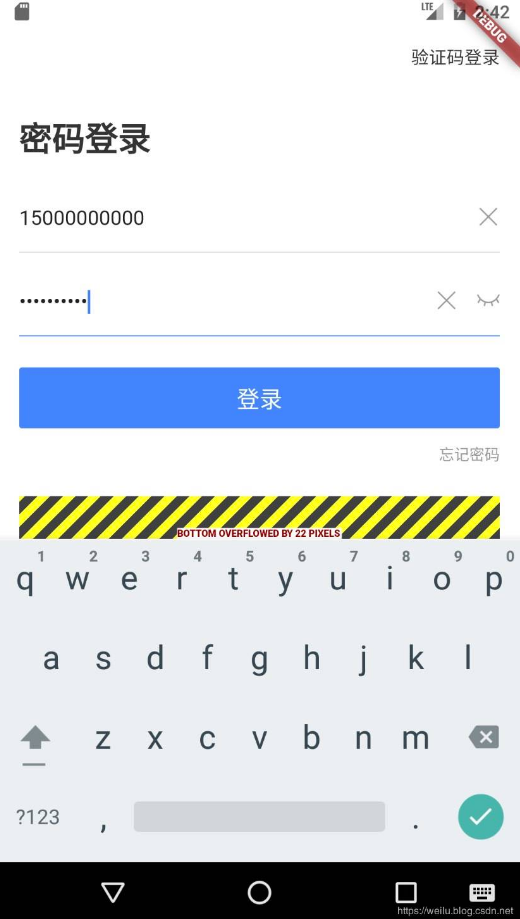 LTE 2:42
DEBUG
验证码登录
密码登录
15000000000
••••••••••
登录
忘记密码
BOTTOM OVERFLOWED BY 22 PIXELS
1 2 3 4 5 6 7 8 9 0
q w e r t y u i o p
a s d f g h j k l
z x c v b n m
?123 , .
https://weilu.blog.csdn.net